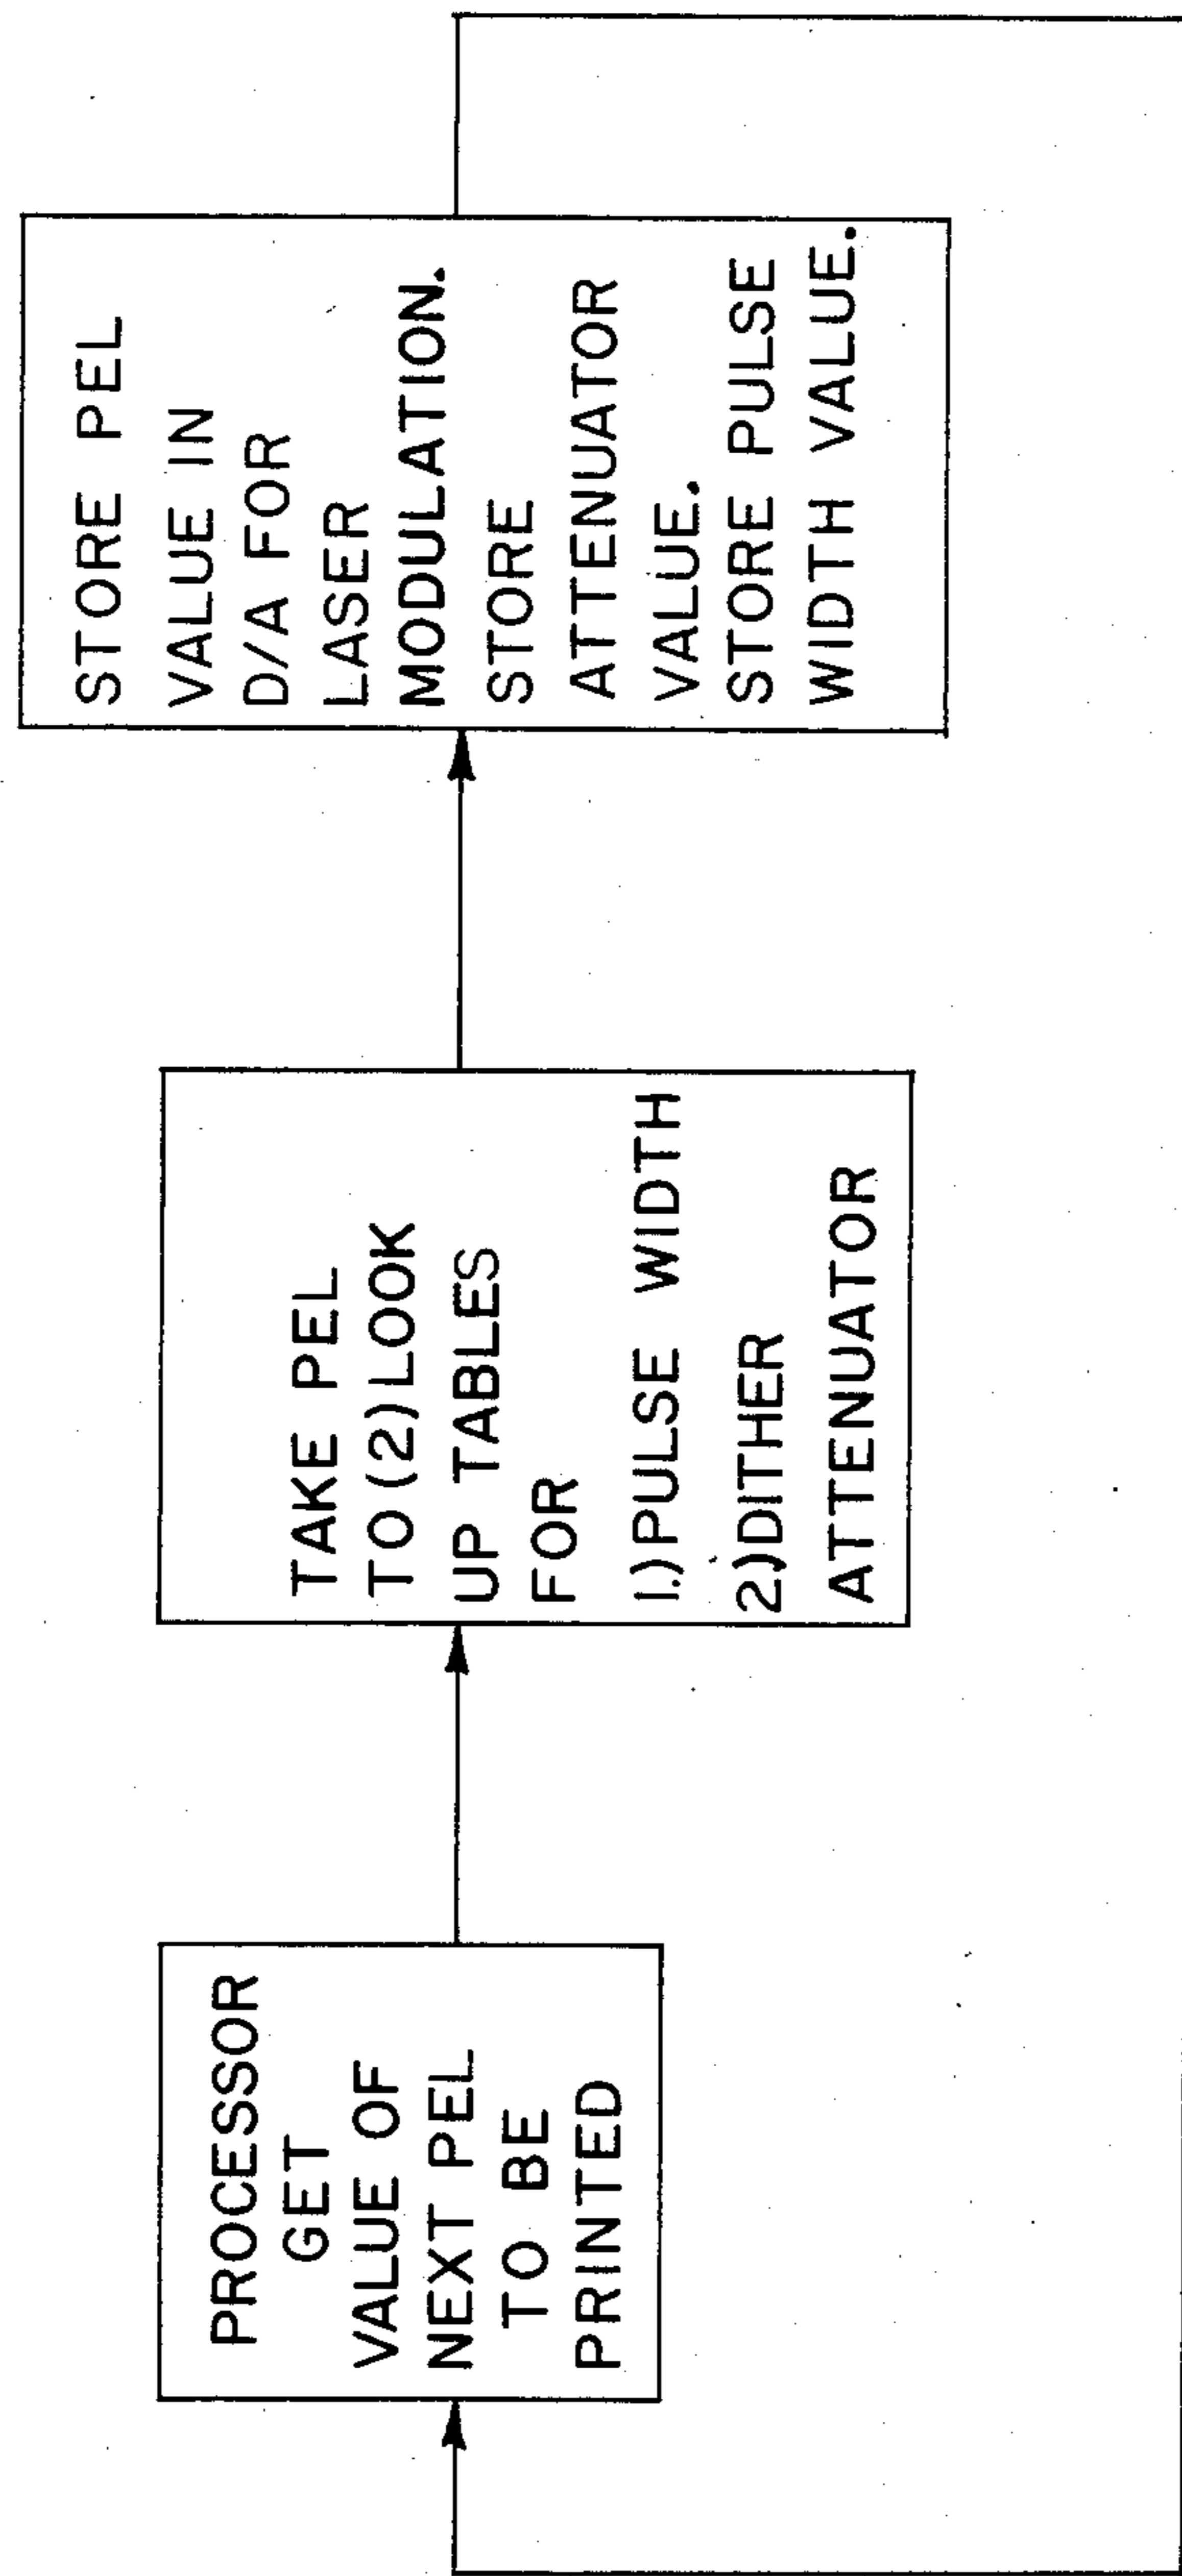 PROCESSOR
GET
VALUE OF
NEXT PEL
TO BE
PRINTED
TAKE PEL
TO (2) LOOK
UP TABLES
FOR
1.) PULSE WIDTH
2.) DITHER
ATTENUATOR
STORE PEL
VALUE IN
D/A FOR
LASER
MODULATION.
STORE
ATTENUATOR
VALUE.
STORE PULSE
WIDTH VALUE.